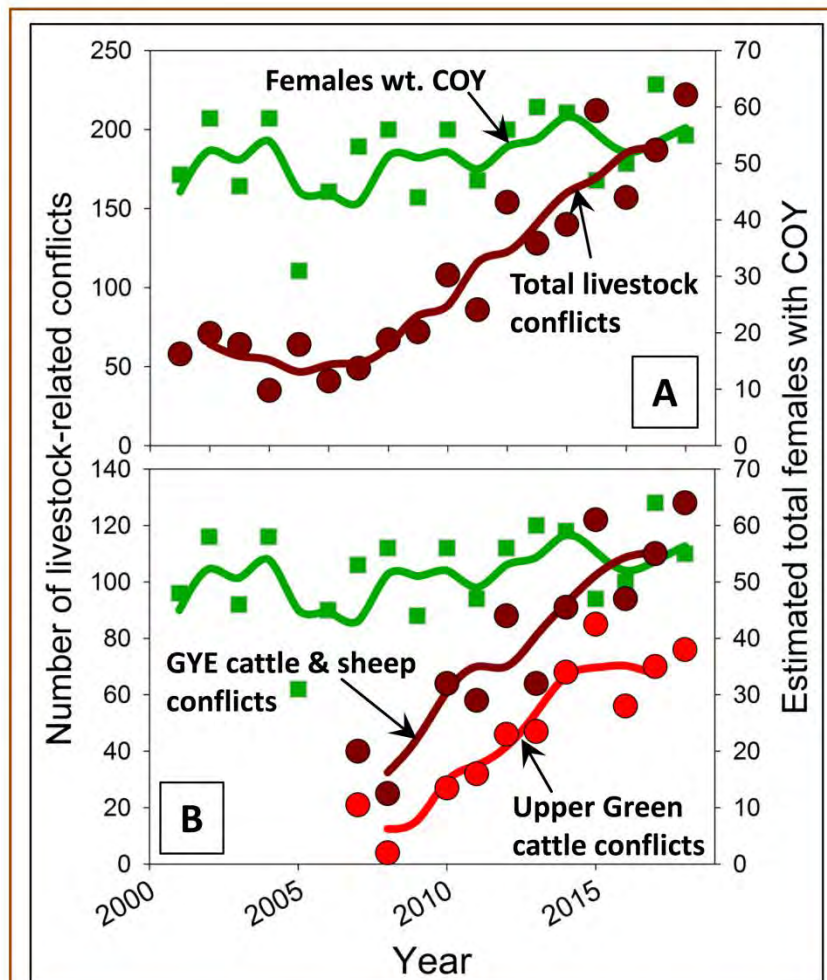 250
200
150
100
50
0
70
60
50
40
30
20
10
0
Females wt. COY
Total livestock
conflicts
A
Number of livestock-related conflicts
Estimated total females with COY
140
120
100
80
60
40
20
0
70
60
50
40
30
20
10
0
GYE cattle & sheep
conflicts
Upper Green
cattle conflicts
B
2000
2005
2010
2015
Year